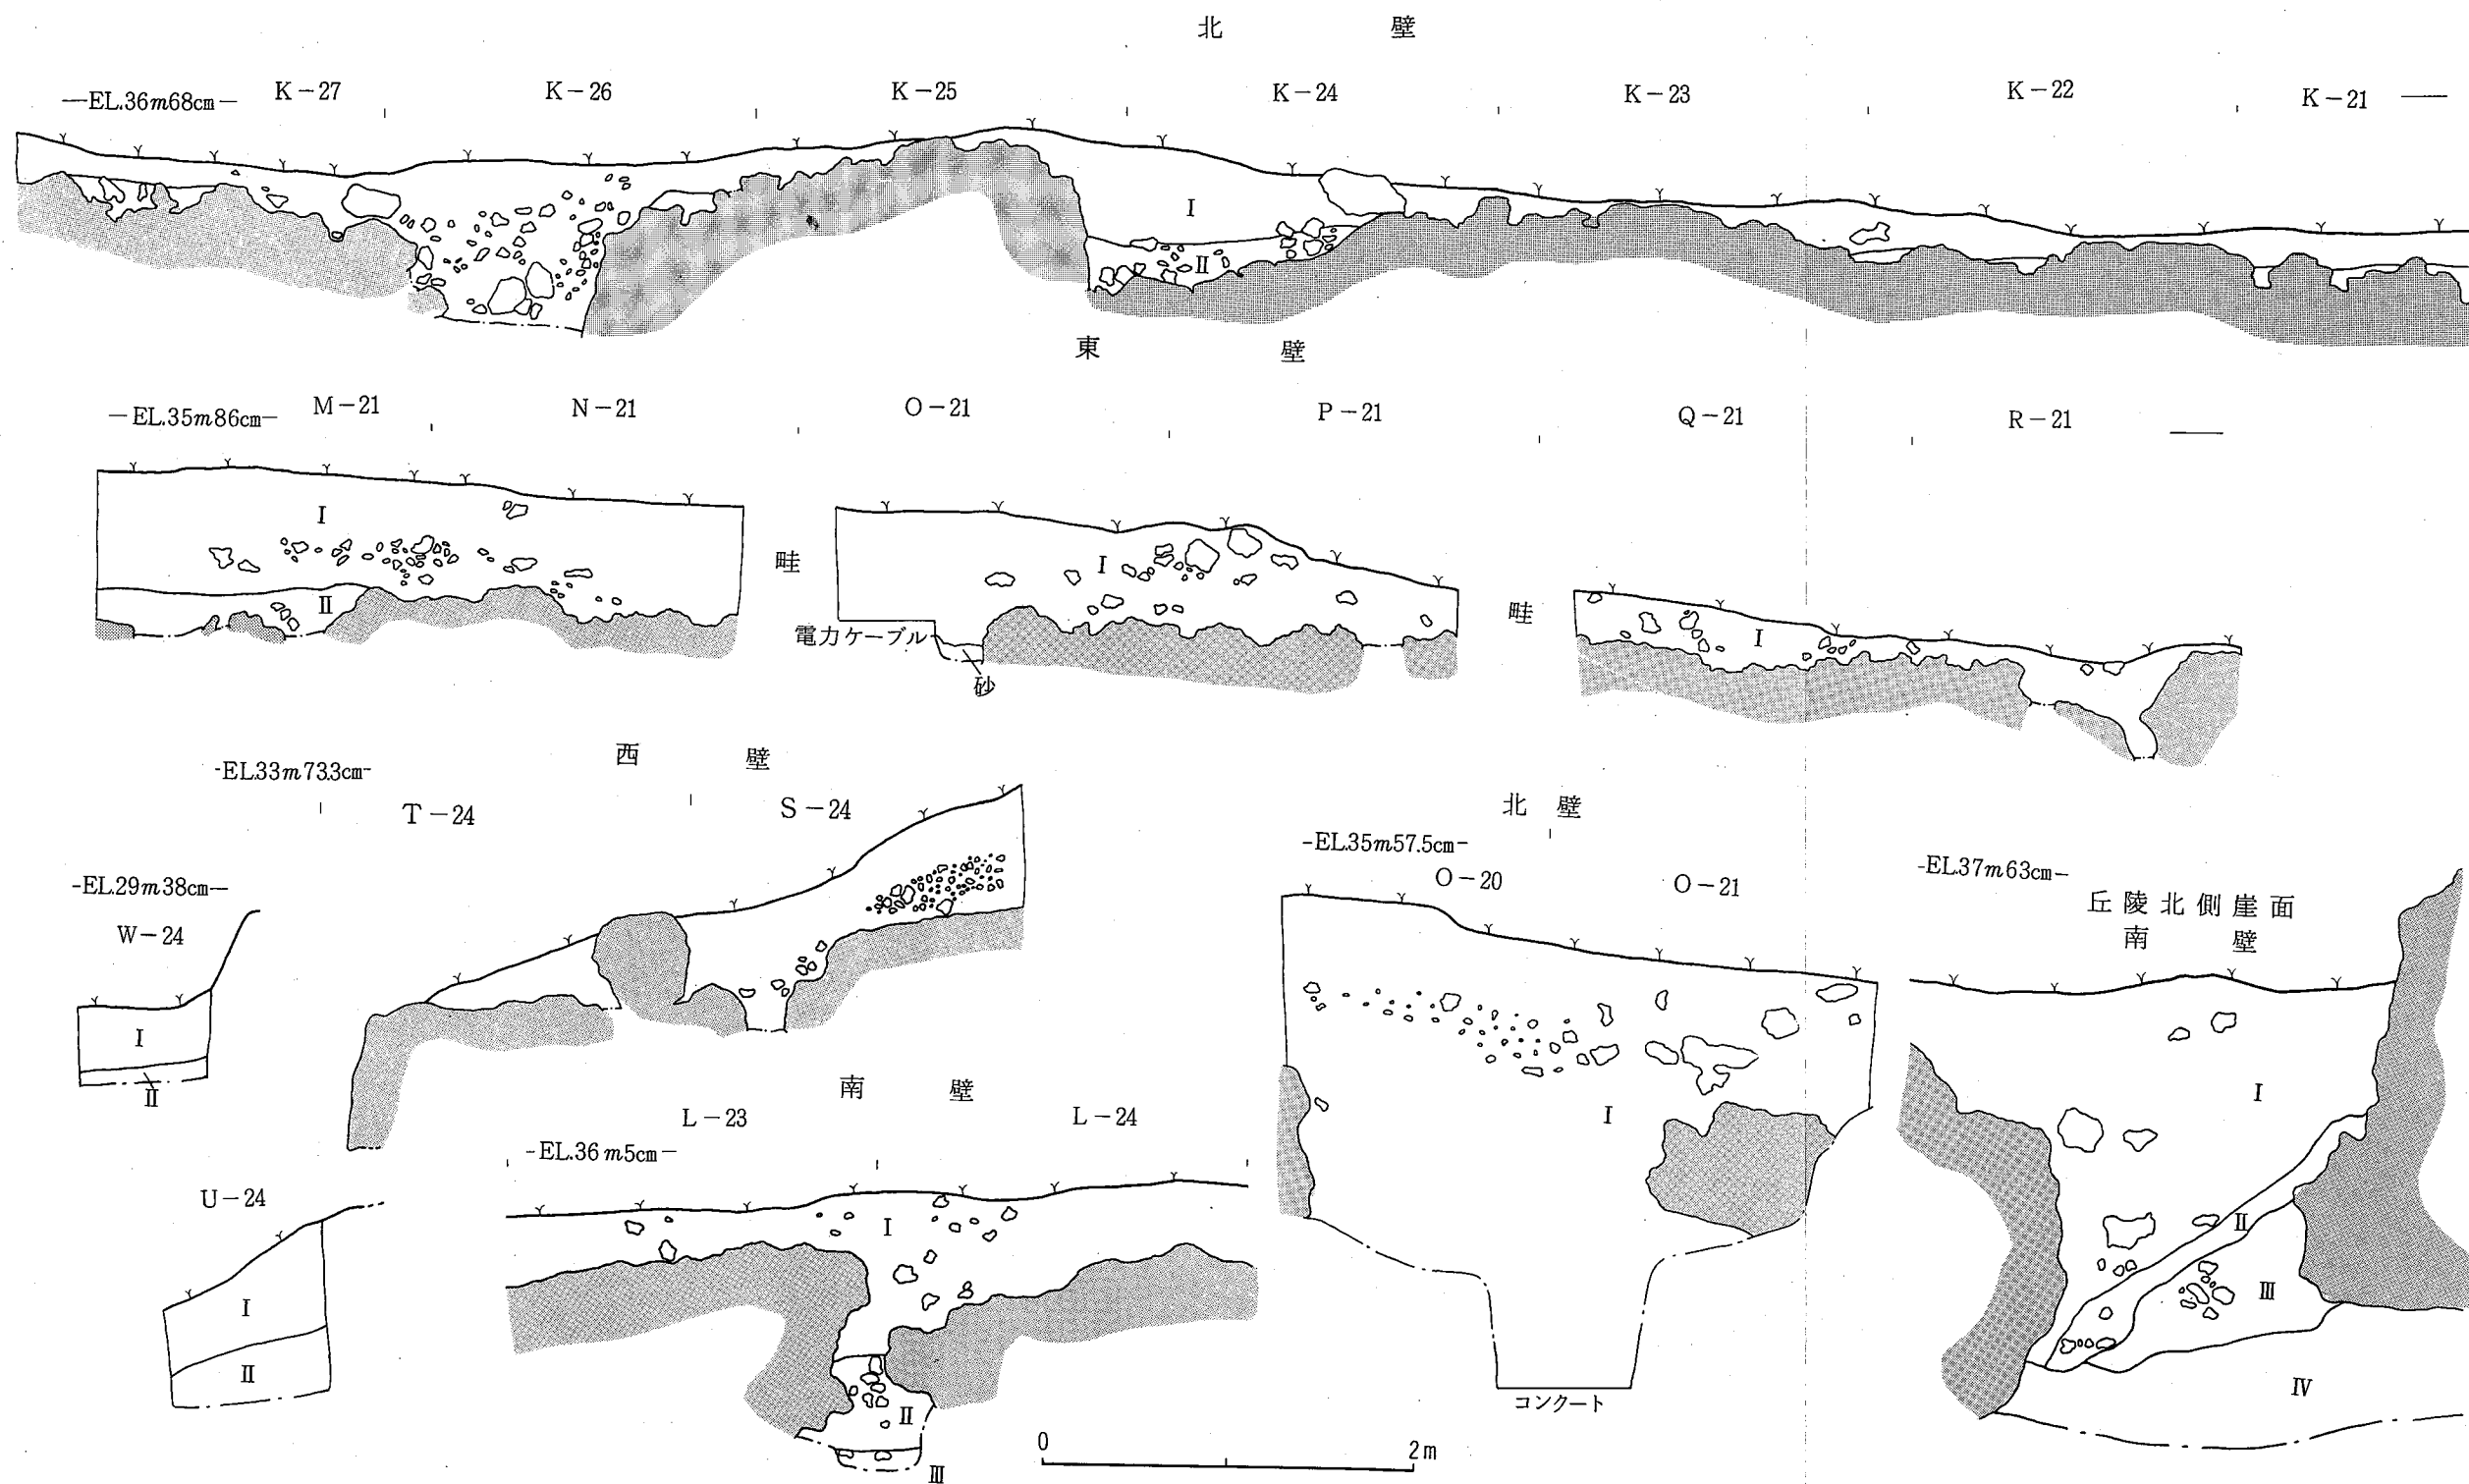 北 壁
—EL.36m68cm— K-27 K-26 K-25 K-24 K-23 K-22 K-21
I
II
東 壁
—EL.35m86cm— M-21 N-21 O-21 P-21 Q-21 R-21
I
II
畦
I
電力ケーブル
砂
畦
I
西 壁
-EL.33m73.3cm-
T-24 S-24
-EL.29m38cm—
W-24
I
II
U-24
I
II
南 壁
L-23 L-24
-EL.36m5cm—
I
II
III
北 壁
-EL.35m57.5cm-
O-20 O-21
I
コンクート
-EL.37m63cm—
丘陵北側崖面
南 壁
I
II
III
IV
0 2m